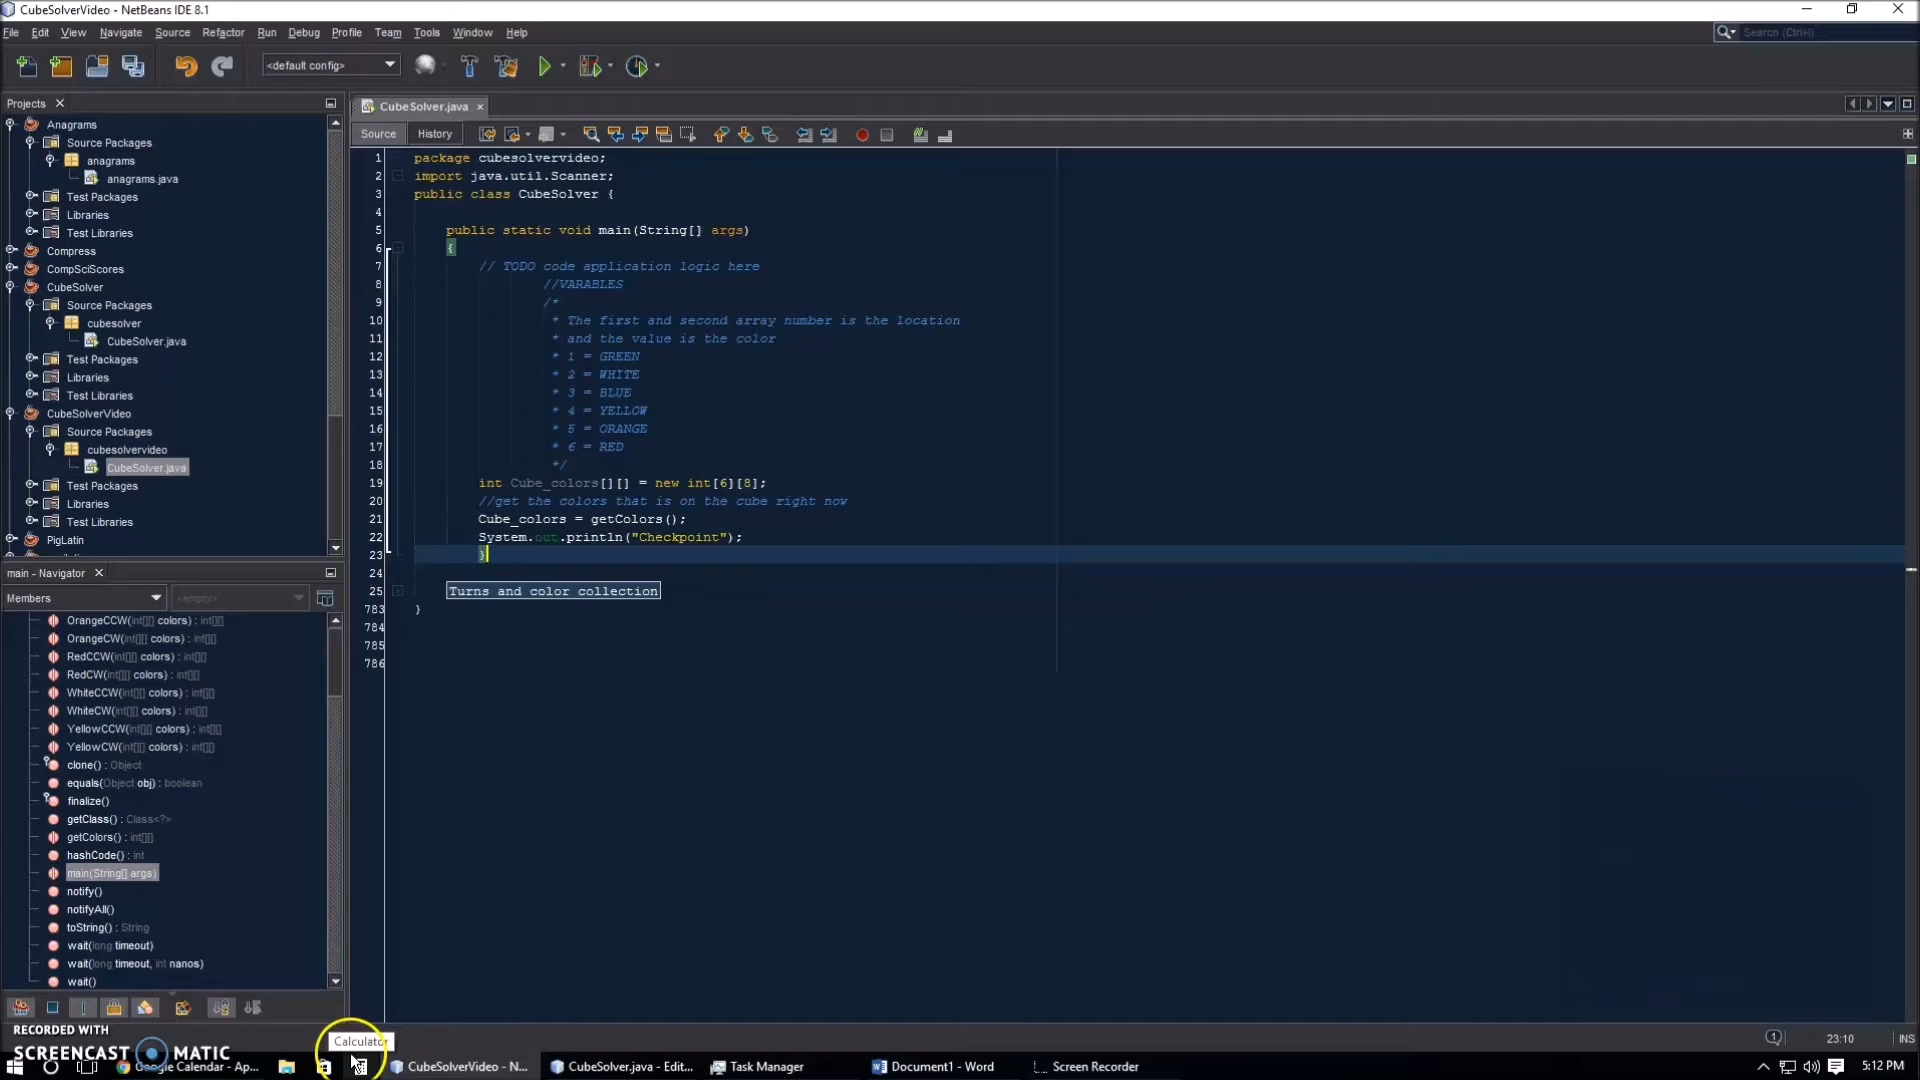 CubeSolverVideo - NetBeans IDE 8.1
File Edit View Navigate Source Refactor Run Debug Profile Team Tools Window Help
Search (Ctrl+I)
<default config>
Projects
CubeSolver.java
Source History
Anagrams
Source Packages
anagrams
anagrams.java
Test Packages
Libraries
Test Libraries
Compress
CompSciScores
CubeSolver
Source Packages
cubesolver
CubeSolver.java
Test Packages
Libraries
Test Libraries
CubeSolverVideo
Source Packages
cubesolvervideo
CubeSolver.java
Test Packages
Libraries
Test Libraries
PigLatin
1 package cubesolvervideo;
2 import java.util.Scanner;
3 public class CubeSolver {
4
5 public static void main(String[] args)
6 {
7 // TODO code application logic here
8 //VARABLES
9 /*
10 * The first and second array number is the location
11 * and the value is the color
12 * 1 = GREEN
13 * 2 = WHITE
14 * 3 = BLUE
15 * 4 = YELLOW
16 * 5 = ORANGE
17 * 6 = RED
18 */
19 int Cube_colors[][] = new int[6][8];
20 //get the colors that is on the cube right now
21 Cube_colors = getColors();
22 System.out.println("Checkpoint");
23 }
24
25 Turns and color collection
783 }
784
785
786
main - Navigator
Members
<empty>
OrangeCCW(int[][] colors) : int[][]
OrangeCW(int[][] colors) : int[][]
RedCCW(int[][] colors) : int[][]
RedCW(int[][] colors) : int[][]
WhiteCCW(int[][] colors) : int[][]
WhiteCW(int[][] colors) : int[][]
YellowCCW(int[][] colors) : int[][]
YellowCW(int[][] colors) : int[][]
clone() : Object
equals(Object obj) : boolean
finalize()
getClass() : Class<?>
getColors() : int[][]
hashCode() : int
main(String[] args)
notify()
notifyAll()
toString() : String
wait(long timeout)
wait(long timeout, int nanos)
wait()
RECORDED WITH
SCREENCAST MATIC
Calculator
23:10 INS
Google Calendar - Ap...
CubeSolverVideo - N...
CubeSolver.java - Edit...
Task Manager
Document1 - Word
Screen Recorder
5:12 PM